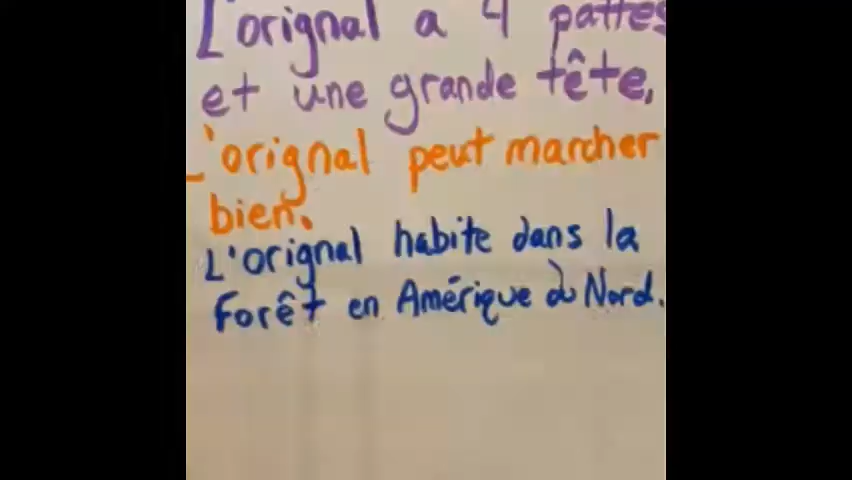 L'orignal a 4 pattes
et une grande tête.
L'orignal peut marcher
bien.
L'orignal habite dans la
forêt en Amérique du Nord.